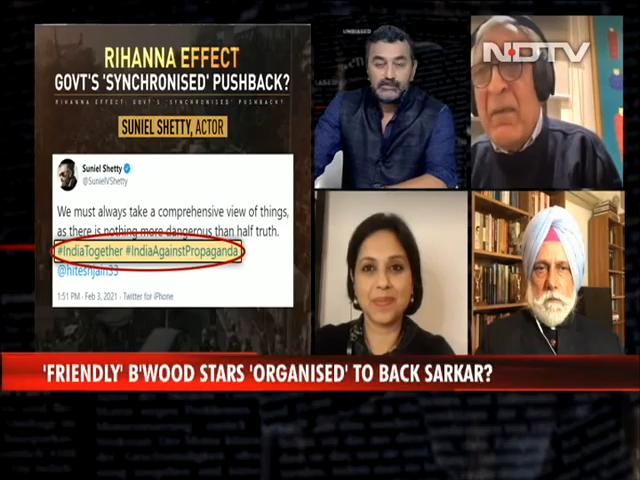 RIHANNA EFFECT
GOVT'S 'SYNCHRONISED' PUSHBACK?
RIHANNA EFFECT: GOVT'S 'SYNCHRONISED' PUSHBACK?
SUNIEL SHETTY, ACTOR
Suniel Shetty
@SunielVShetty
We must always take a comprehensive view of things,
as there is nothing more dangerous than half truth.
#IndiaTogether #IndiaAgainstPropaganda
@hiteshjain33
1:51 PM - Feb 3, 2021 - Twitter for iPhone
UNBIASED
NDTV
'FRIENDLY' B'WOOD STARS 'ORGANISED' TO BACK SARKAR?